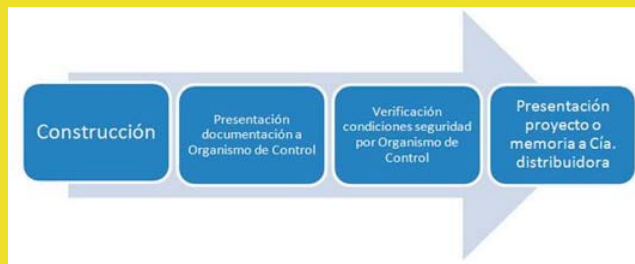 Construcción
Presentación
documentación a
Organismo de Control
Verificación
condiciones seguridad
por Organismo de
Control
Presentación
proyecto o
memoria a Cía.
distribuidora